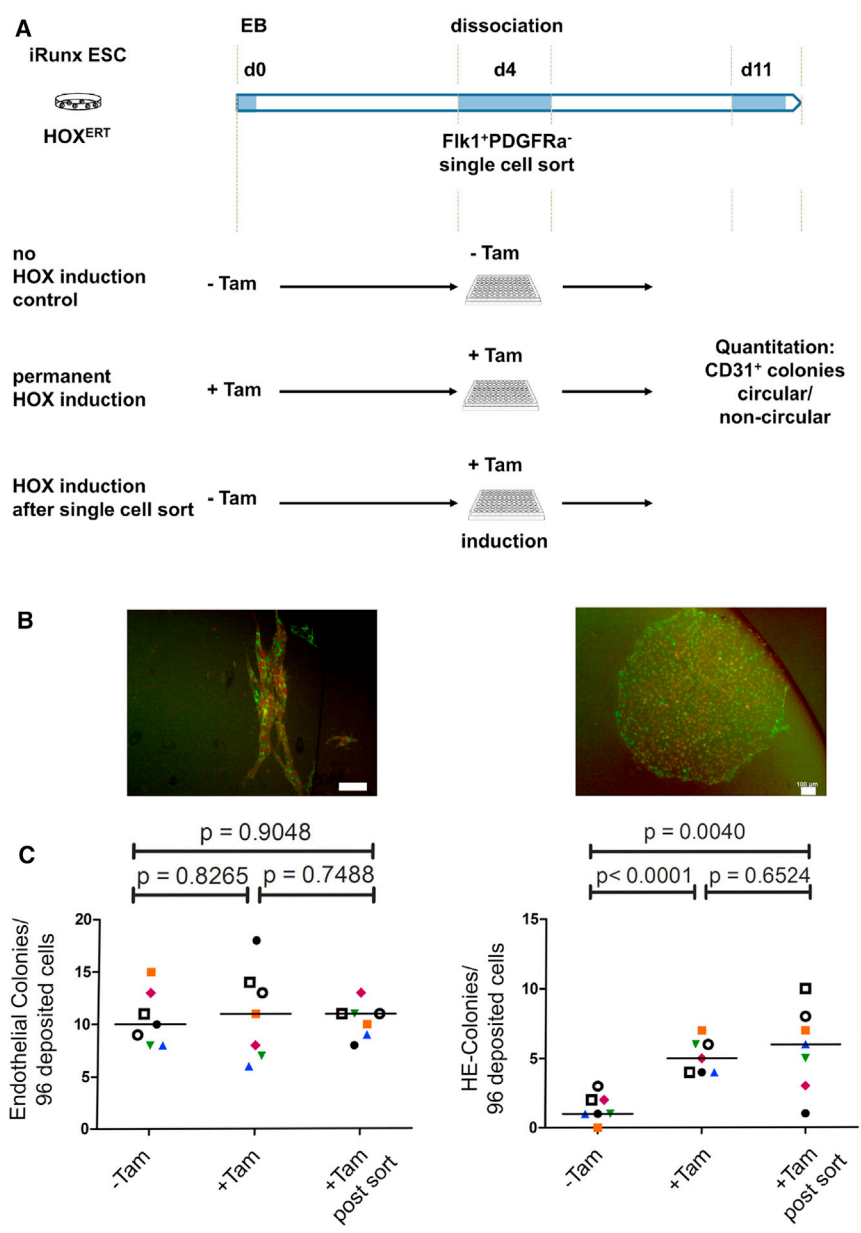 A
EB
dissociation
iRunx ESC
d0
d4
d11
HOXERT
Flk1+PDGFRa-
single cell sort
no
HOX induction
control
- Tam
- Tam
permanent
HOX induction
+ Tam
+ Tam
Quantitation:
CD31+ colonies
circular/
non-circular
HOX induction
after single cell sort
- Tam
+ Tam
induction
B
100 µm
C
p = 0.9048
p = 0.8265
p = 0.7488
Endothelial Colonies/
96 deposited cells
20
15
10
5
0
-Tam
+Tam
+Tam
post sort
p = 0.0040
p< 0.0001
p = 0.6524
HE-Colonies/
96 deposited cells
15
10
5
0
-Tam
+Tam
+Tam
post sort